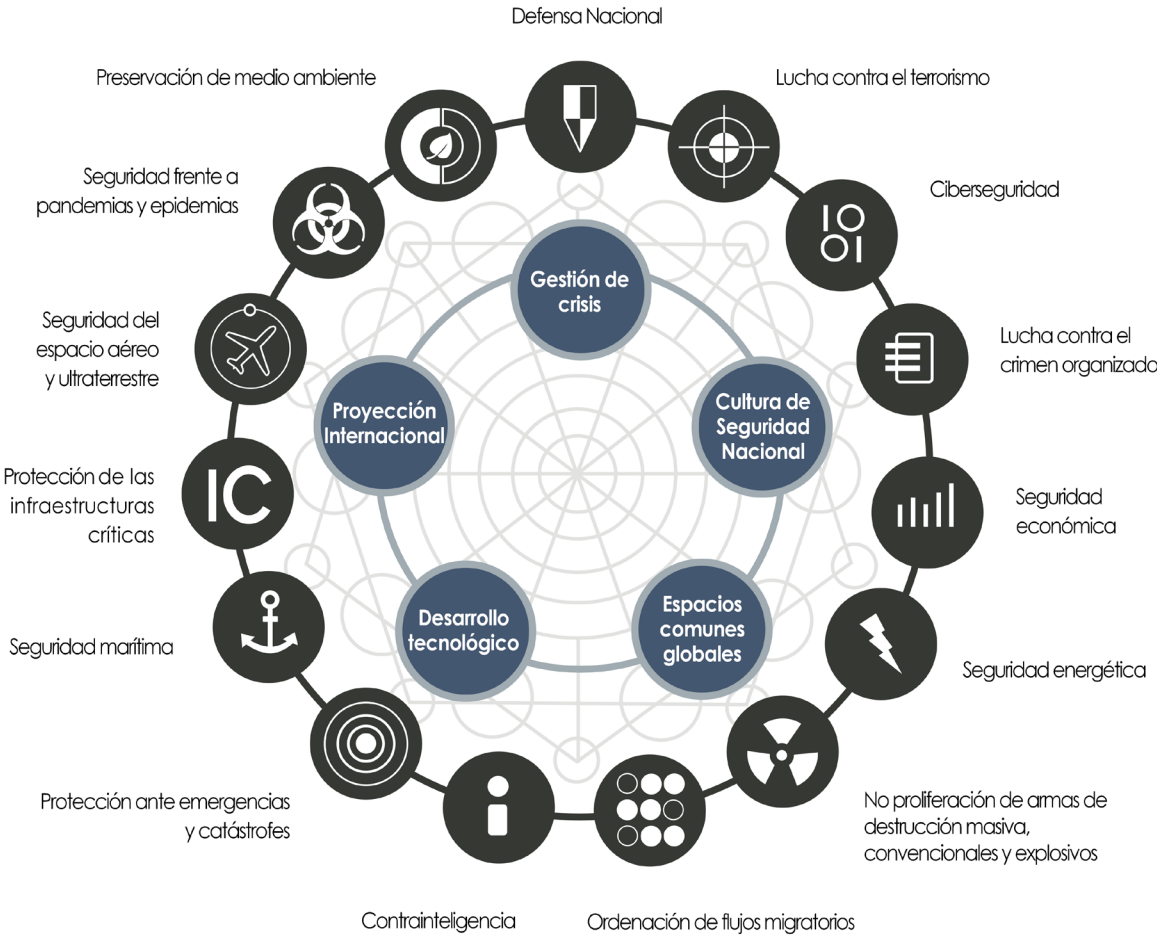 Defensa Nacional
Preservación de medio ambiente
Lucha contra el terrorismo
Seguridad frente a
pandemias y epidemias
Ciberseguridad
IO
OI
Gestión de
crisis
Seguridad del
espacio aéreo
y ultraterrestre
Lucha contra el
crimen organizado
Proyección
Internacional
Cultura de
Seguridad
Nacional
Protección de las
infraestructuras
críticas
IC
Seguridad
económica
Desarrollo
tecnológico
Espacios
comunes
globales
Seguridad marítima
Seguridad energética
Protección ante emergencias
y catástrofes
No proliferación de armas de
destrucción masiva,
convencionales y explosivos
Contrainteligencia
Ordenación de flujos migratorios